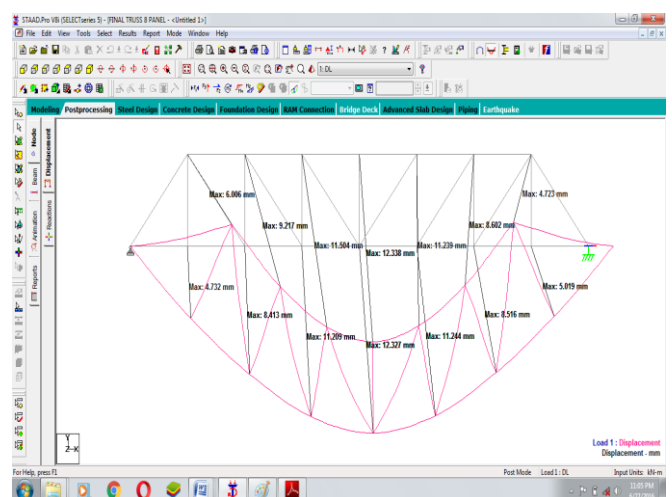 STAAD.Pro V8i (SELECTseries 5) - [FINAL TRUSS 8 PANEL - <Untitled 1>]
File Edit View Tools Select Results Report Mode Window Help
1: DL
Modeling Postprocessing Steel Design Concrete Design Foundation Design RAM Connection Bridge Deck Advanced Slab Design Piping Earthquake
Node
Displacement
Beam
Reactions
Animation
Reports
Max: 6.006 mm
Max: 4.723 mm
Max: 9.217 mm
Max: 8.602 mm
Max: 11.504 mm
Max: 11.239 mm
Max: 12.338 mm
Max: 4.732 mm
Max: 5.019 mm
Max: 8.413 mm
Max: 8.516 mm
Max: 11.209 mm
Max: 11.244 mm
Max: 12.327 mm
Y
Z-X
Load 1 : Displacement
Displacement - mm
For Help, press F1
Post Mode
Load 1 : DL
Input Units: kN-m
11:05 PM